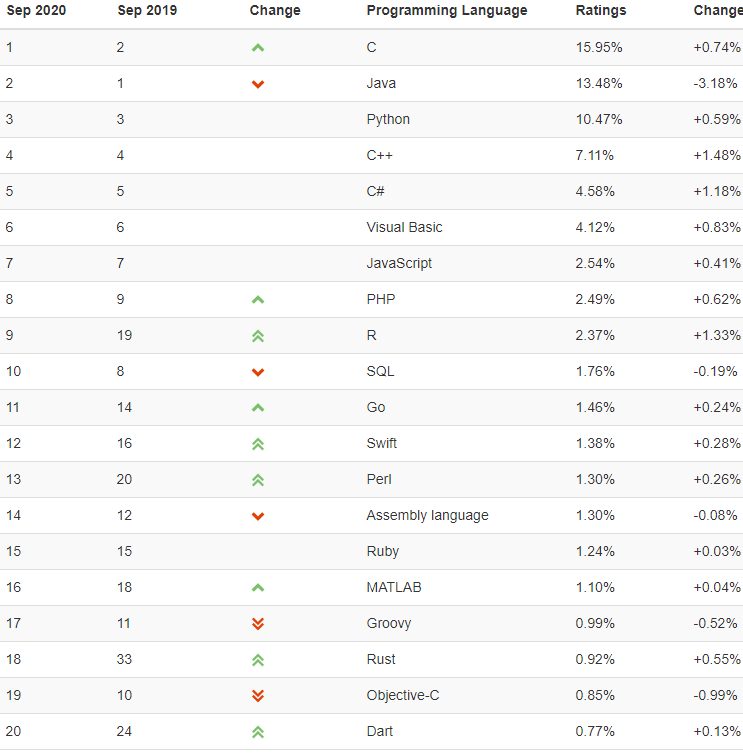 Sep 2020 Sep 2019 Change Programming Language Ratings Change
1 2 C 15.95% +0.74%
2 1 Java 13.48% -3.18%
3 3 Python 10.47% +0.59%
4 4 C++ 7.11% +1.48%
5 5 C# 4.58% +1.18%
6 6 Visual Basic 4.12% +0.83%
7 7 JavaScript 2.54% +0.41%
8 9 PHP 2.49% +0.62%
9 19 R 2.37% +1.33%
10 8 SQL 1.76% -0.19%
11 14 Go 1.46% +0.24%
12 16 Swift 1.38% +0.28%
13 20 Perl 1.30% +0.26%
14 12 Assembly language 1.30% -0.08%
15 15 Ruby 1.24% +0.03%
16 18 MATLAB 1.10% +0.04%
17 11 Groovy 0.99% -0.52%
18 33 Rust 0.92% +0.55%
19 10 Objective-C 0.85% -0.99%
20 24 Dart 0.77% +0.13%